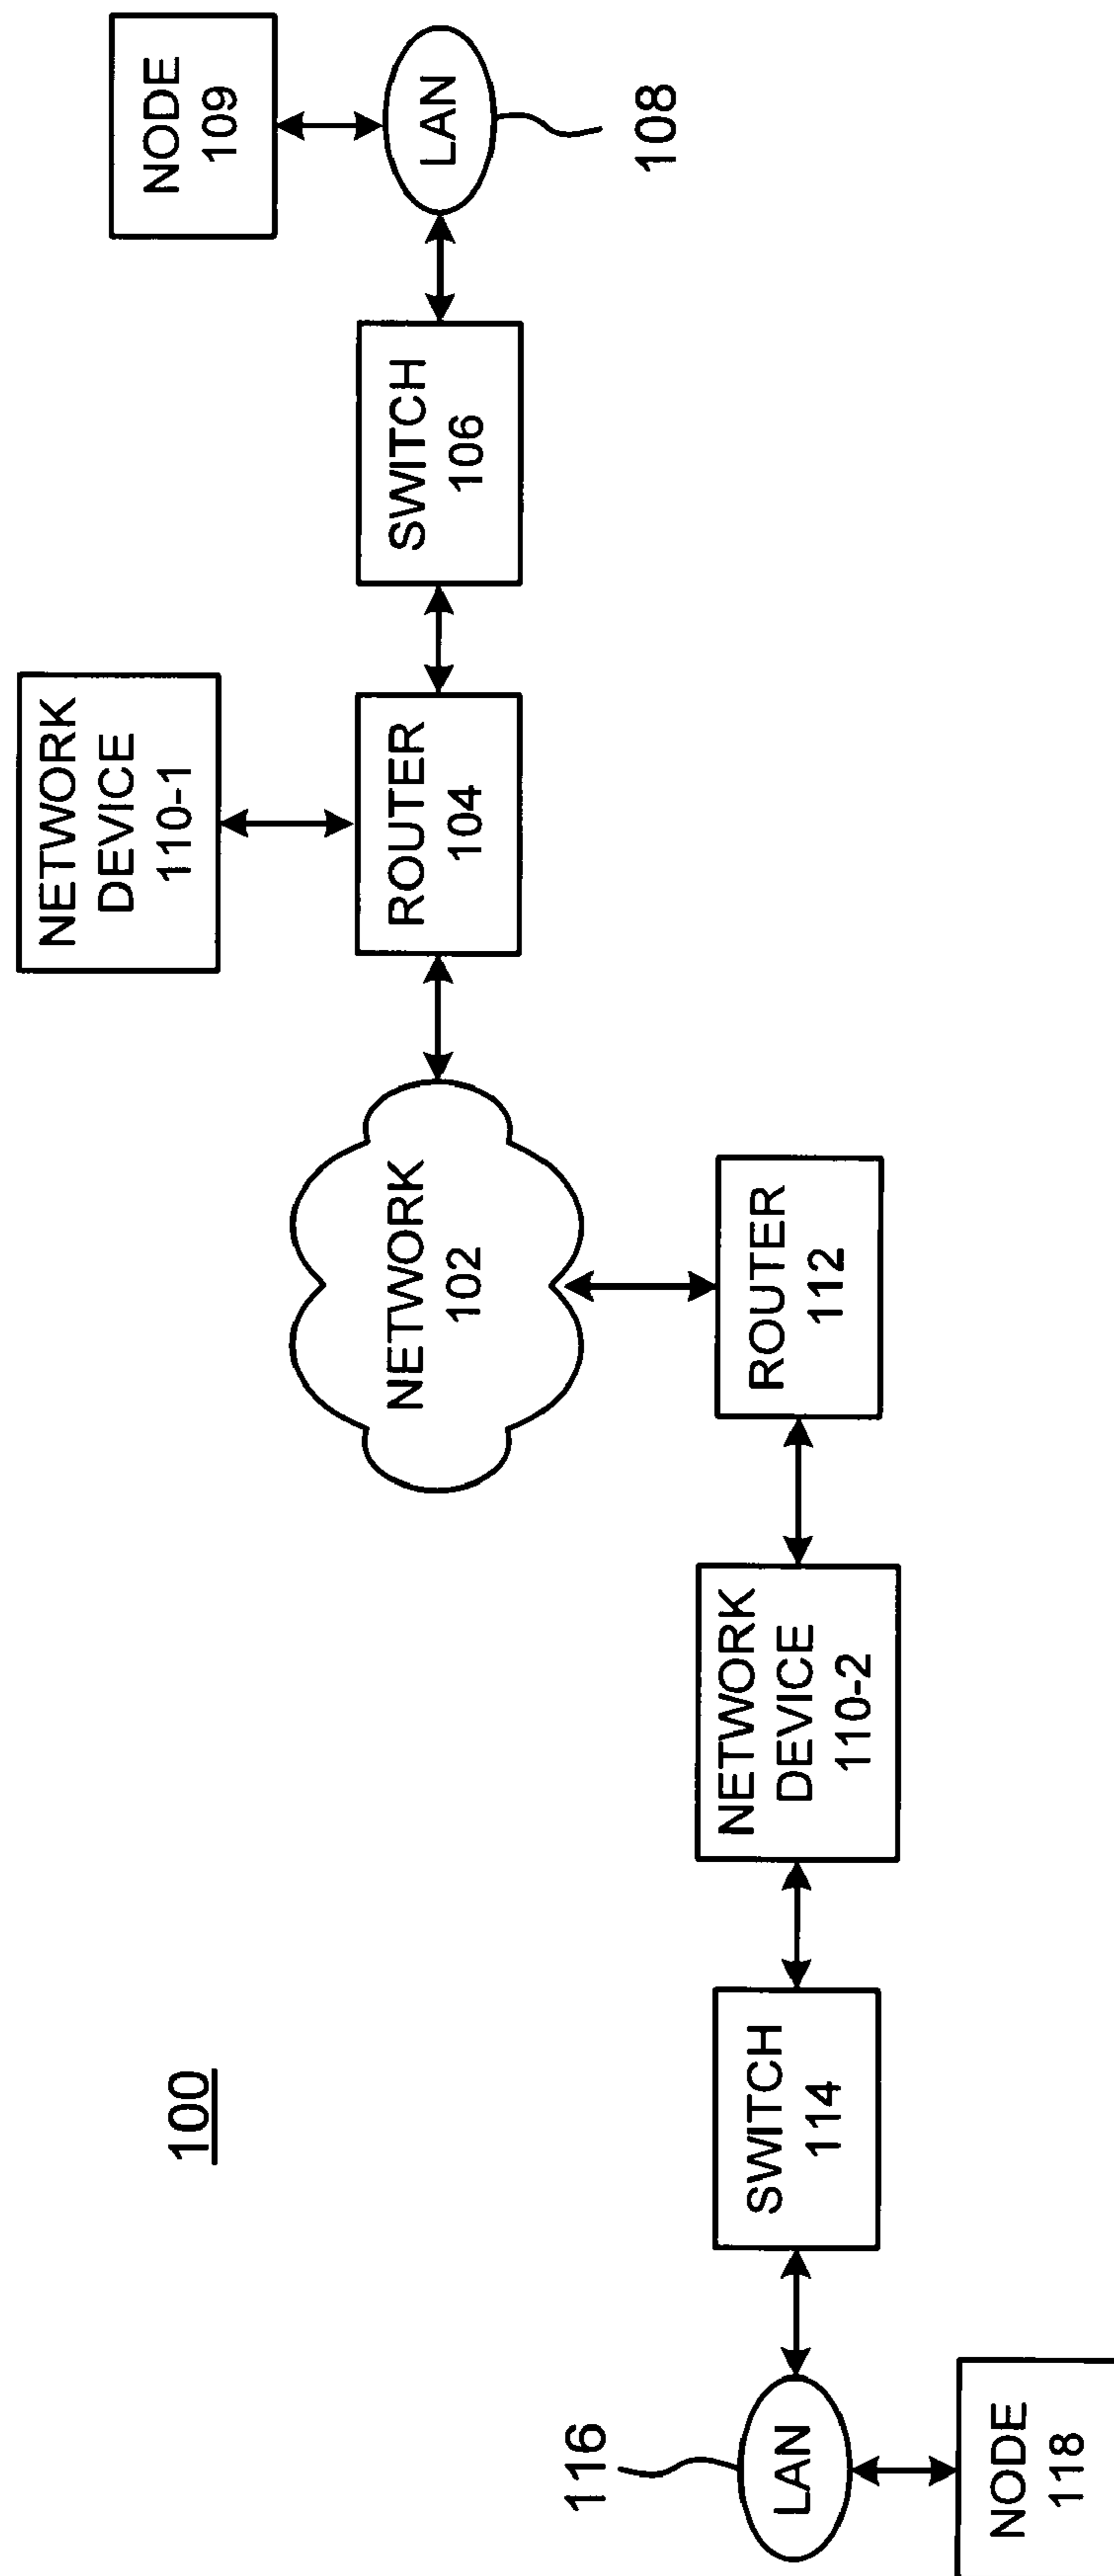 100
NETWORK
DEVICE
110-1
NODE
109
NETWORK
102
ROUTER
104
SWITCH
106
LAN
108
116
LAN
SWITCH
114
NETWORK
DEVICE
110-2
ROUTER
112
NODE
118